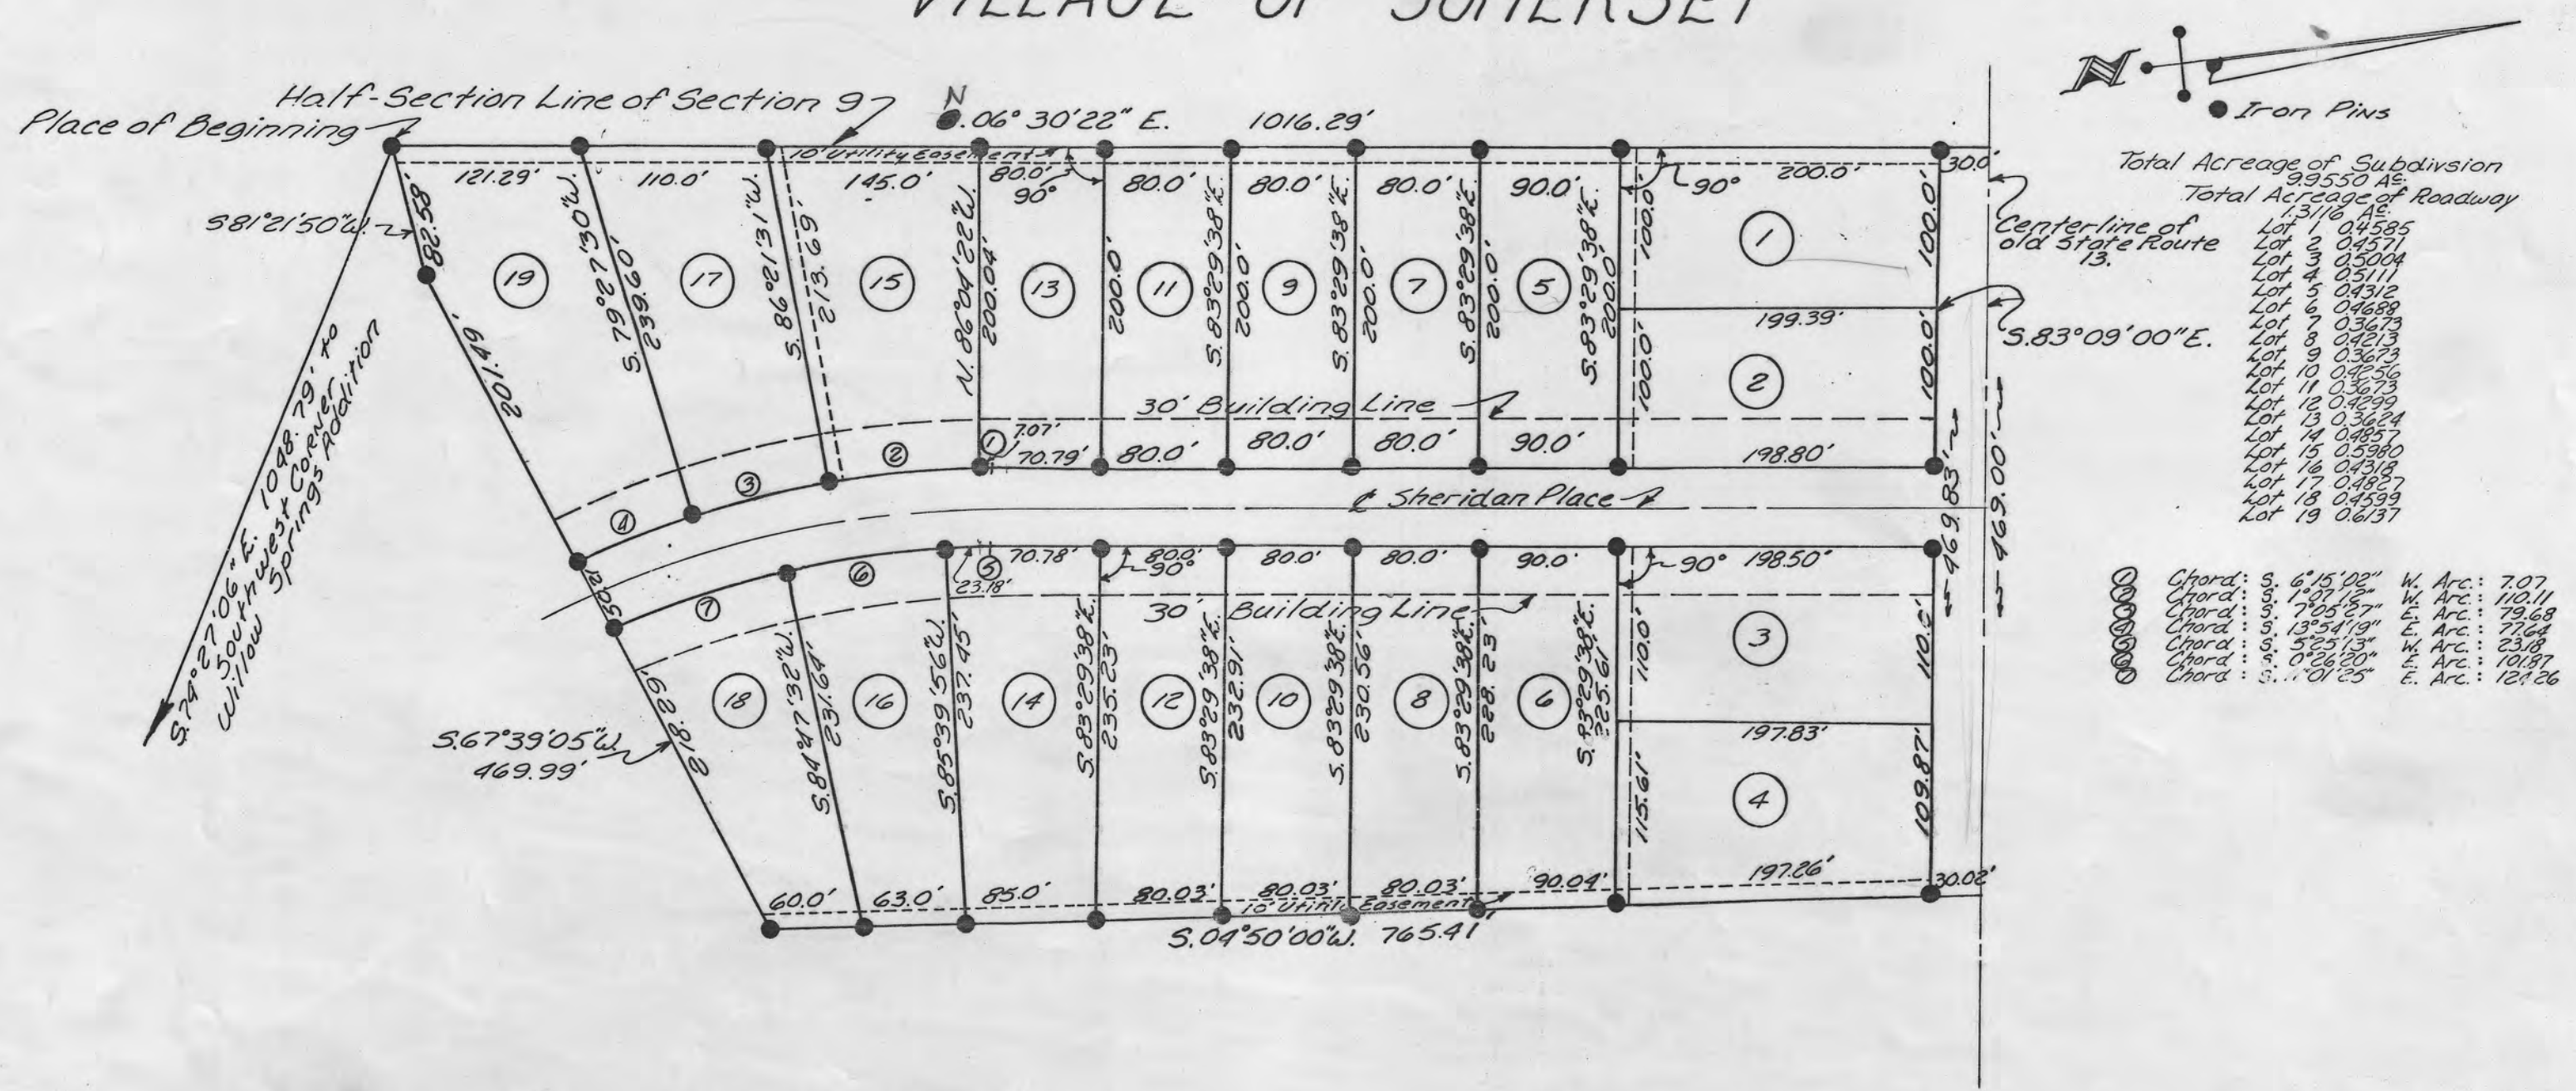 VILLAGE OF SOMERSET
Half-Section Line of Section 9
Place of Beginning
N
.06° 30'22" E. 1016.29'
N
Iron Pins
Total Acreage of Subdivsion
9.9550 Ac.
Total Acreage of Roadway
1.3116 Ac.
Lot 1 0.4585
Lot 2 0.4571
Lot 3 0.5004
Lot 4 0.5111
Lot 5 0.4312
Lot 6 0.4688
Lot 7 0.3673
Lot 8 0.4213
Lot 9 0.3673
Lot 10 0.4256
Lot 11 0.3673
Lot 12 0.4299
Lot 13 0.3624
Lot 14 0.4857
Lot 15 0.5980
Lot 16 0.4318
Lot 17 0.4827
Lot 18 0.4599
Lot 19 0.6137
① Chord: S. 6°15'02" W. Arc.: 7.07
② Chord: S. 1°07'12" W. Arc.: 110.11
③ Chord: S. 7°05'27" E. Arc.: 79.68
④ Chord: S. 13°54'19" E. Arc.: 77.64
⑤ Chord: S. 5°25'13" W. Arc.: 23.18
⑥ Chord: S. 0°26'20" E. Arc.: 101.87
⑦ Chord: S. 01'25" E. Arc.: 124.26
Centerline of
old State Route
13.
S.83°09'00"E.
10' Utility Easement
121.29' 110.0' 145.0' 80.0' 80.0' 80.0' 80.0' 90.0' 200.0' 30.0'
90° 90°
S81°21'50"W.
82.58'
201.49'
S.79°27'30"W.
239.60'
S. 86°21'31"W.
213.69'
N. 86°04'22"W.
200.04'
200.0'
S. 83°29'38"E.
200.0'
S. 83°29'38"E.
200.0'
S. 83°29'38"E.
200.0'
S.83°29'38"E.
200.0'
100.0'
100.0'
100.0'
100.0'
19 17 15 13 11 9 7 5 1
199.39'
2
30' Building Line
④ ③ ② ① 7.07'
70.79' 80.0' 80.0' 80.0' 90.0' 198.80'
℄ Sheridan Place
469.83'
469.00'
S.74°27'06"E. 1048.79' to
Southwest Corner
Willow Springs Addition
50.21'
⑦ ⑥ ⑤
23.18'
70.78' 80.0' 80.0' 80.0' 90.0' 198.50'
90° 90°
30' Building Line
S.84°47'32"W.
231.64'
S.85°39'56"W.
237.45'
S.83°29'38"E.
235.23'
S.83°29'38"E.
232.91'
S.83°29'38"E.
230.56'
S.83°29'38"E.
228.23'
S.83°29'38"E.
225.61'
110.0'
115.61'
110.0'
109.87'
18 16 14 12 10 8 6 3
197.83'
4
S.67°39'05"W.
469.99'
218.29'
60.0' 63.0' 85.0' 80.03' 80.03' 80.03' 90.04' 197.26' 30.02'
10' Utility Easement
S.04°50'00"W. 765.41'